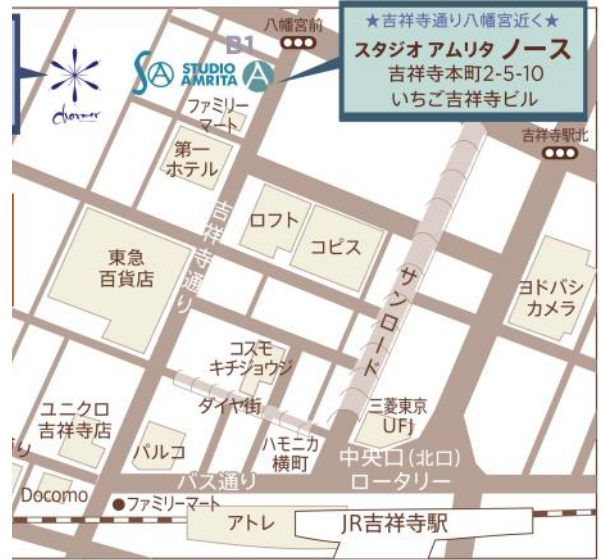 八幡宮前
★吉祥寺通り八幡宮近く★
スタジオ アムリタ ノース
吉祥寺本町2-5-10
いちご吉祥寺ビル
B1
SA STUDIO
AMRITA A
charmer
ファミリー
マート
第一
ホテル
吉祥寺駅北
吉祥寺通り
ロフト
コピス
サンロード
東急
百貨店
ヨドバシ
カメラ
コスモ
キチジョウジ
ダイヤ街
ユニクロ
吉祥寺店
パルコ
ハモニカ
横町
三菱東京
UFJ
中央口(北口)
ロータリー
バス通り
り
Docomo
●ファミリーマート
アトレ
JR吉祥寺駅